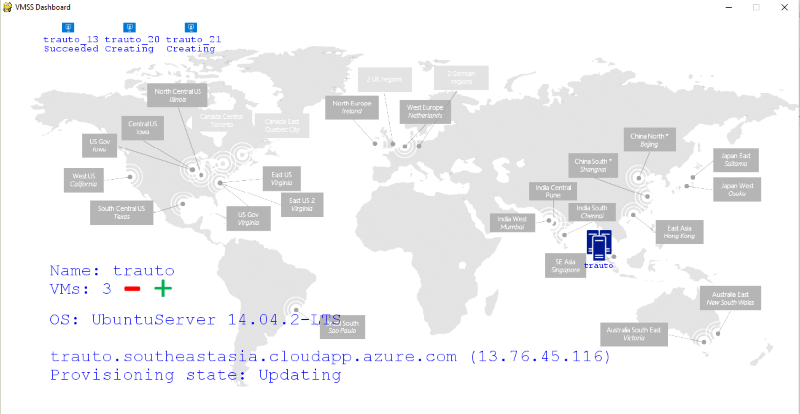 VMSS Dashboard
trauto_13 trauto_20 trauto_21
Succeeded Creating Creating
2 UK regions
2 German
regions
North Central US
Illinois
North Europe
Ireland
West Europe
Netherlands
Canada Central
Toronto
Canada East
Quebec City
Central US
Iowa
US Gov
Iowa
China North *
Beijing
China South *
Shanghai
Japan East
Saitama
West US
California
East US
Virginia
Japan West
Osaka
India Central
Pune
South Central US
Texas
East US 2
Virginia
US Gov
Virginia
India West
Mumbai
India South
Chennai
East Asia
Hong Kong
SE Asia
Singapore
trauto
Name: trauto
VMs: 3
Australia East
New South Wales
OS: UbuntuServer 14.04.2-LTS
South
Sao Paulo
Australia South East
Victoria
trauto.southeastasia.cloudapp.azure.com (13.76.45.116)
Provisioning state: Updating